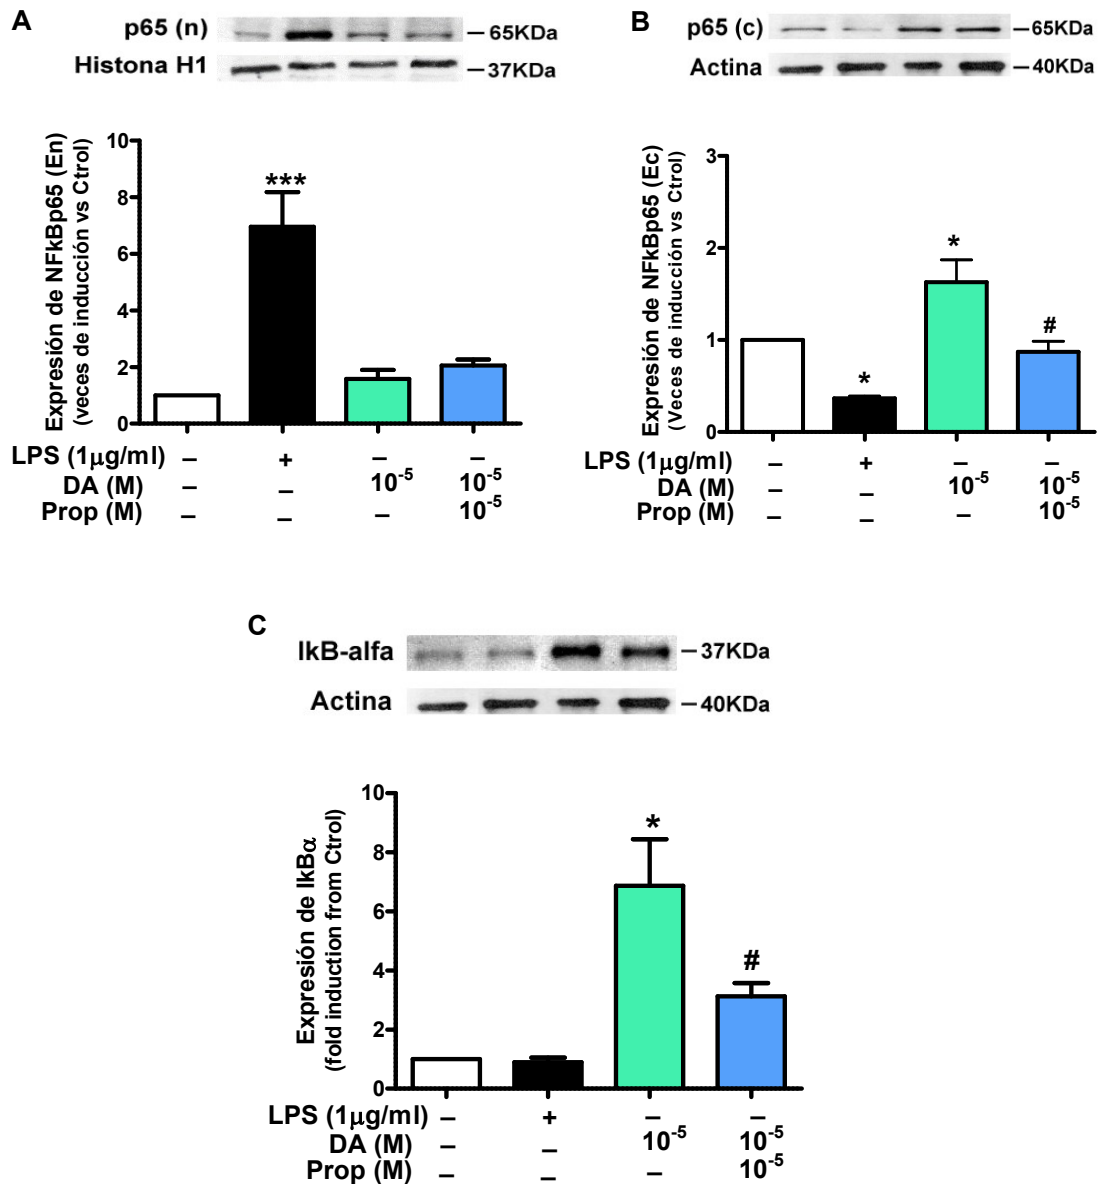 A
p65 (n)
65KDa
Histona H1
37KDa
Expresión de NFkBp65 (En)
(veces de inducción vs Ctrol)
10
8
6
4
2
0
***
LPS (1µg/ml) – + – –
DA (M) – – 10⁻⁵ 10⁻⁵
Prop (M) – – – 10⁻⁵
B
p65 (c)
65KDa
Actina
40KDa
Expresión de NFkBp65 (Ec)
(Veces de inducción vs Ctrol)
3
2
1
0
*
*
#
LPS (1µg/ml) – + – –
DA (M) – – 10⁻⁵ 10⁻⁵
Prop (M) – – – 10⁻⁵
C
IkB-alfa
37KDa
Actina
40KDa
Expresión de IkBα
(fold induction from Ctrol)
10
8
6
4
2
0
*
#
LPS (1µg/ml) – + – –
DA (M) – – 10⁻⁵ 10⁻⁵
Prop (M) – – – 10⁻⁵